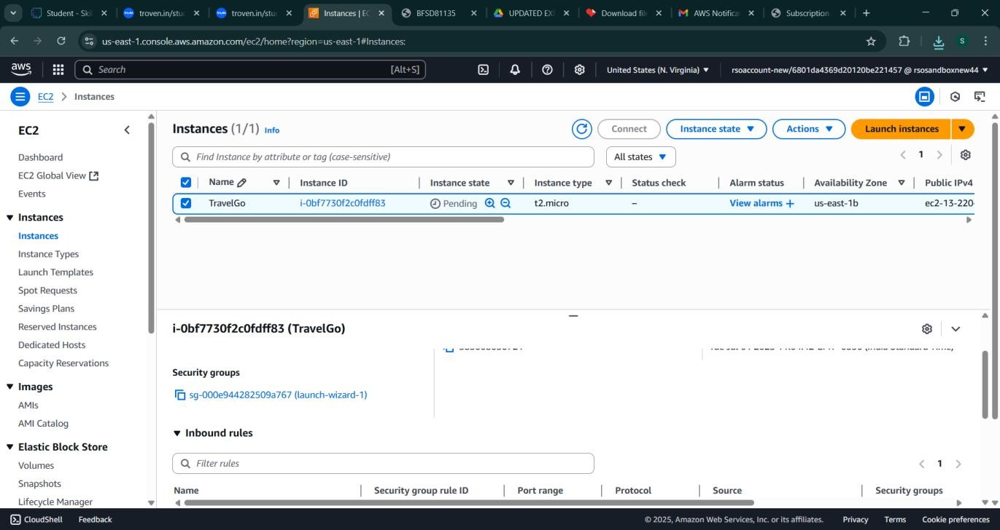 Student - Skil
troven.in/stud
troven.in/stud
Instances | EC
BFSD81135
UPDATED EXP
Download file
AWS Notifica
Subscription
us-east-1.console.aws.amazon.com/ec2/home?region=us-east-1#Instances:
S
aws
Search
[Alt+S]
United States (N. Virginia)
rsoaccount-new/6801da4369d20120be221457 @ rsosandboxnew44
EC2 > Instances
EC2
Dashboard
EC2 Global View
Events
Instances
Instances
Instance Types
Launch Templates
Spot Requests
Savings Plans
Reserved Instances
Dedicated Hosts
Capacity Reservations
Images
AMIs
AMI Catalog
Elastic Block Store
Volumes
Snapshots
Lifecycle Manager
Instances (1/1) Info
Connect
Instance state
Actions
Launch instances
Find Instance by attribute or tag (case-sensitive)
All states
1
Name Instance ID Instance state Instance type Status check Alarm status Availability Zone Public IPv4
TravelGo i-0bf7730f2c0fdff83 Pending t2.micro – View alarms + us-east-1b ec2-13-220-
i-0bf7730f2c0fdff83 (TravelGo)
Security groups
sg-000e944282509a767 (launch-wizard-1)
Inbound rules
Filter rules
1
Name Security group rule ID Port range Protocol Source Security groups
CloudShell Feedback
© 2025, Amazon Web Services, Inc. or its affiliates. Privacy Terms Cookie preferences